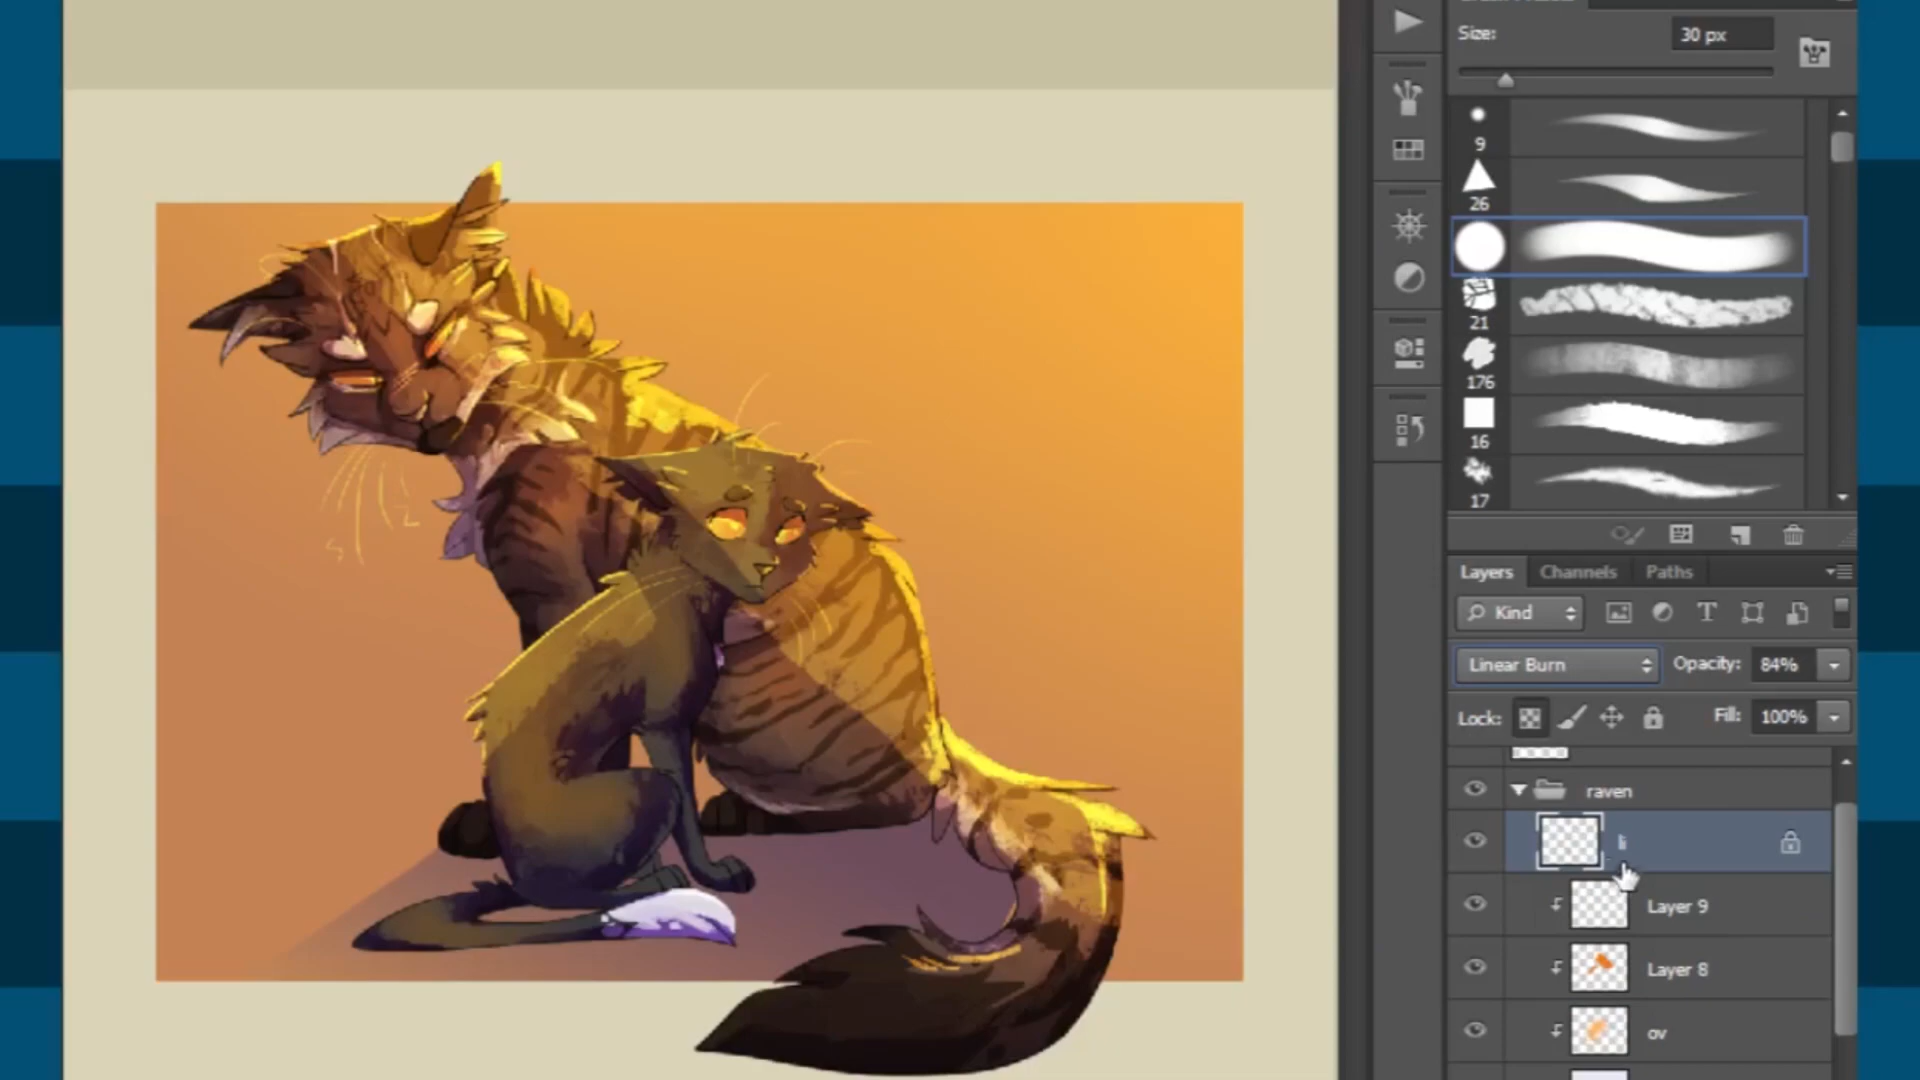 Size:
30 px
9
26
21
176
16
17
Layers
Channels
Paths
Kind
Linear Burn
Opacity:
84%
Lock:
Fill:
100%
raven
Layer 9
Layer 8
ov